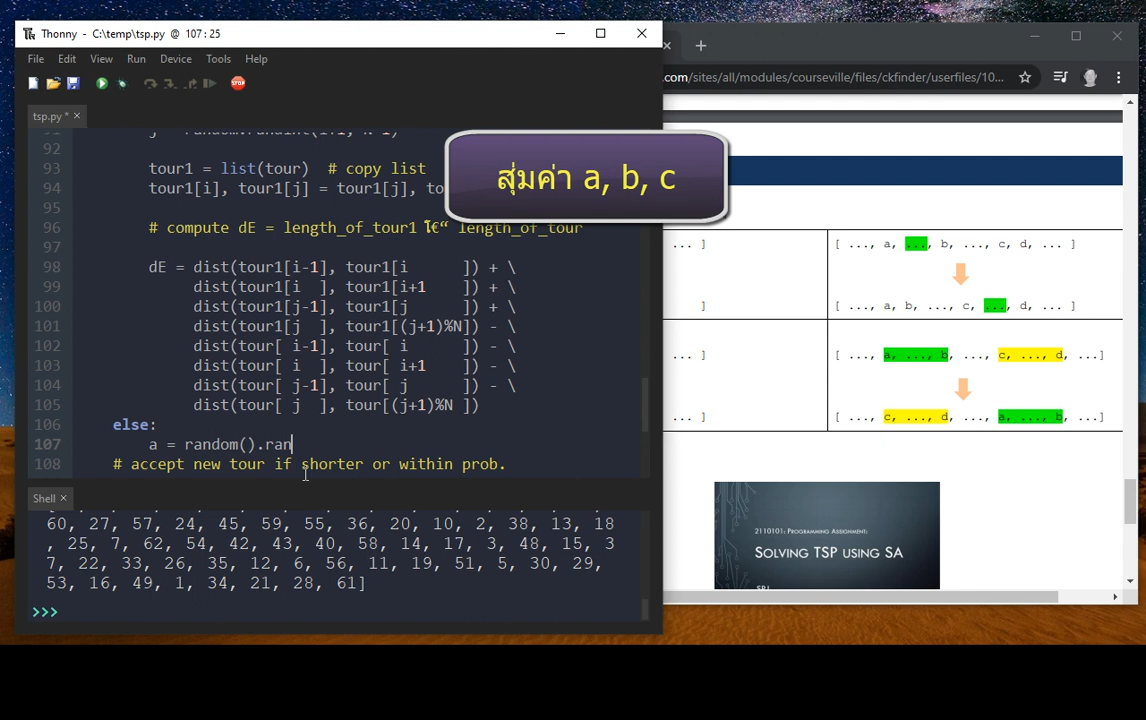 Thonny - C:\temp\tsp.py @ 107 : 25
File Edit View Run Device Tools Help
STOP
tsp.py * ×
92
93 tour1 = list(tour) # copy list
94 tour1[i], tour1[j] = tour1[j], to
95
96 # compute dE = length_of_tour1 โ€“ length_of_tour
97
98 dE = dist(tour1[i-1], tour1[i ]) + \
99 dist(tour1[i ], tour1[i+1 ]) + \
100 dist(tour1[j-1], tour1[j ]) + \
101 dist(tour1[j ], tour1[(j+1)%N]) - \
102 dist(tour[ i-1], tour[ i ]) - \
103 dist(tour[ i ], tour[ i+1 ]) - \
104 dist(tour[ j-1], tour[ j ]) - \
105 dist(tour[ j ], tour[(j+1)%N ])
106 else:
107 a = random().ran
108 # accept new tour if shorter or within prob.
สุ่มค่า a, b, c
Shell ×
60, 27, 57, 24, 45, 59, 55, 36, 20, 10, 2, 38, 13, 18
, 25, 7, 62, 54, 42, 43, 40, 58, 14, 17, 3, 48, 15, 3
7, 22, 33, 26, 35, 12, 6, 56, 11, 19, 51, 5, 30, 29,
53, 16, 49, 1, 34, 21, 28, 61]
>>>
.com/sites/all/modules/courseville/files/ckfinder/userfiles/10...
... ]
[ ..., a, ..., b, ..., c, d, ... ]
]
[ ..., a, b, ..., c, ..., d, ... ]
... ]
[ ..., a, ..., b, ..., c, ..., d, ...]
... ]
[ ..., c, ..., d, ..., a, ..., b, ...]
2110101: Programming Assignment:
Solving TSP using SA